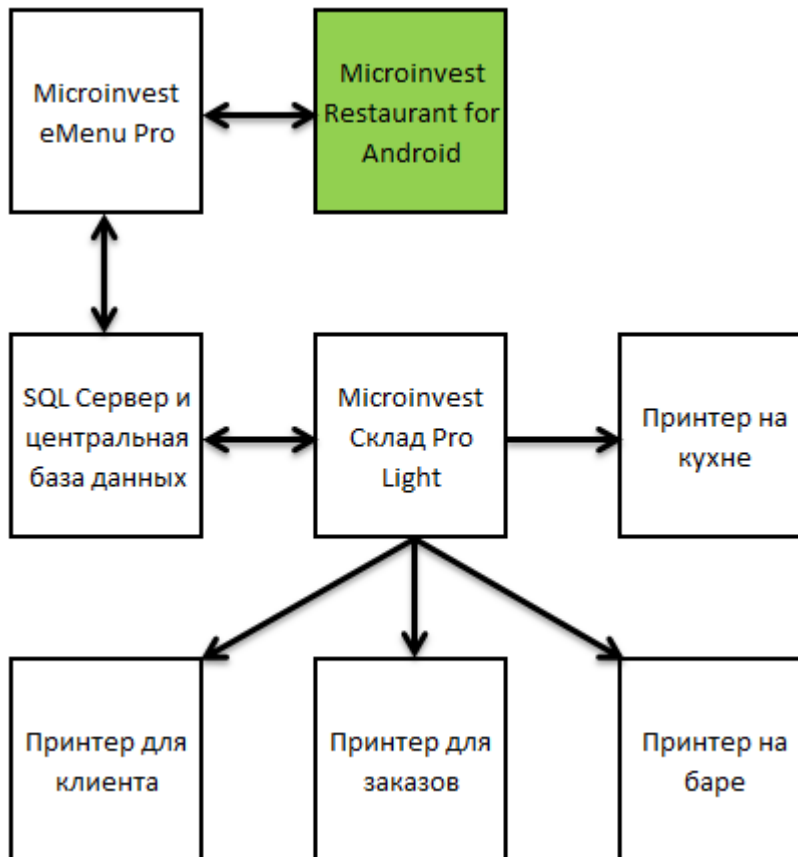 Microinvest
eMenu Pro
Microinvest
Restaurant for
Android
SQL Сервер и
центральная
база данных
Microinvest
Склад Pro
Light
Принтер на
кухне
Принтер для
клиента
Принтер для
заказов
Принтер на
баре